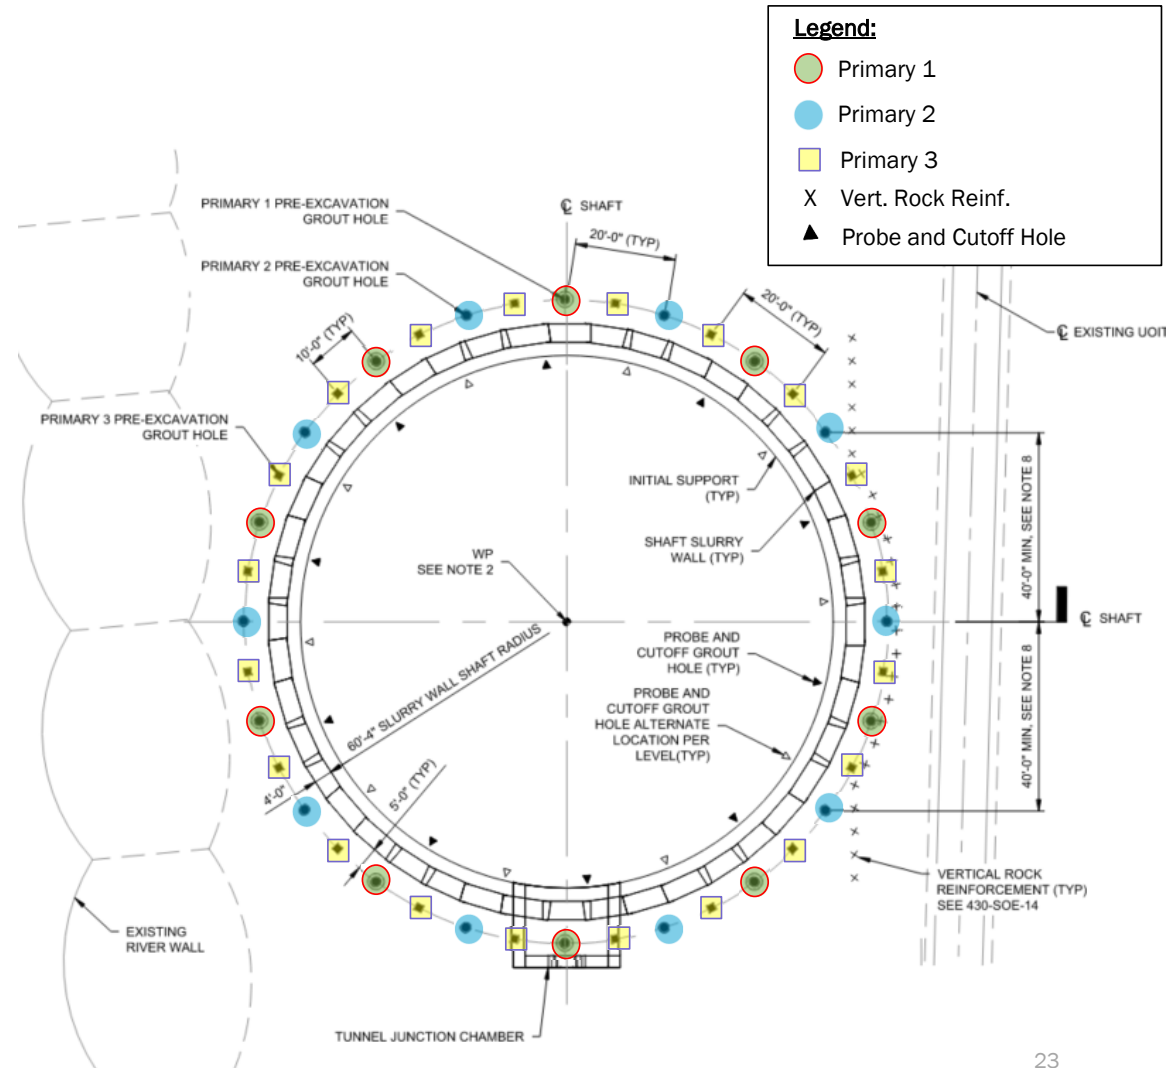 Legend:
Primary 1
Primary 2
Primary 3
X Vert. Rock Reinf.
Probe and Cutoff Hole
PRIMARY 1 PRE-EXCAVATION
GROUT HOLE
℄ SHAFT
20'-0" (TYP)
PRIMARY 2 PRE-EXCAVATION
GROUT HOLE
20'-0" (TYP)
℄ EXISTING UOIT
10'-0" (TYP)
PRIMARY 3 PRE-EXCAVATION
GROUT HOLE
INITIAL SUPPORT
(TYP)
SHAFT SLURRY
WALL (TYP)
40'-0" MIN, SEE NOTE 8
WP
SEE NOTE 2
℄ SHAFT
60'-4" SLURRY WALL SHAFT RADIUS
PROBE AND
CUTOFF GROUT
HOLE (TYP)
PROBE AND
CUTOFF GROUT
HOLE ALTERNATE
LOCATION PER
LEVEL(TYP)
40'-0" MIN, SEE NOTE 8
4'-0"
5'-0" (TYP)
VERTICAL ROCK
REINFORCEMENT (TYP)
SEE 430-SOE-14
EXISTING
RIVER WALL
TUNNEL JUNCTION CHAMBER
23